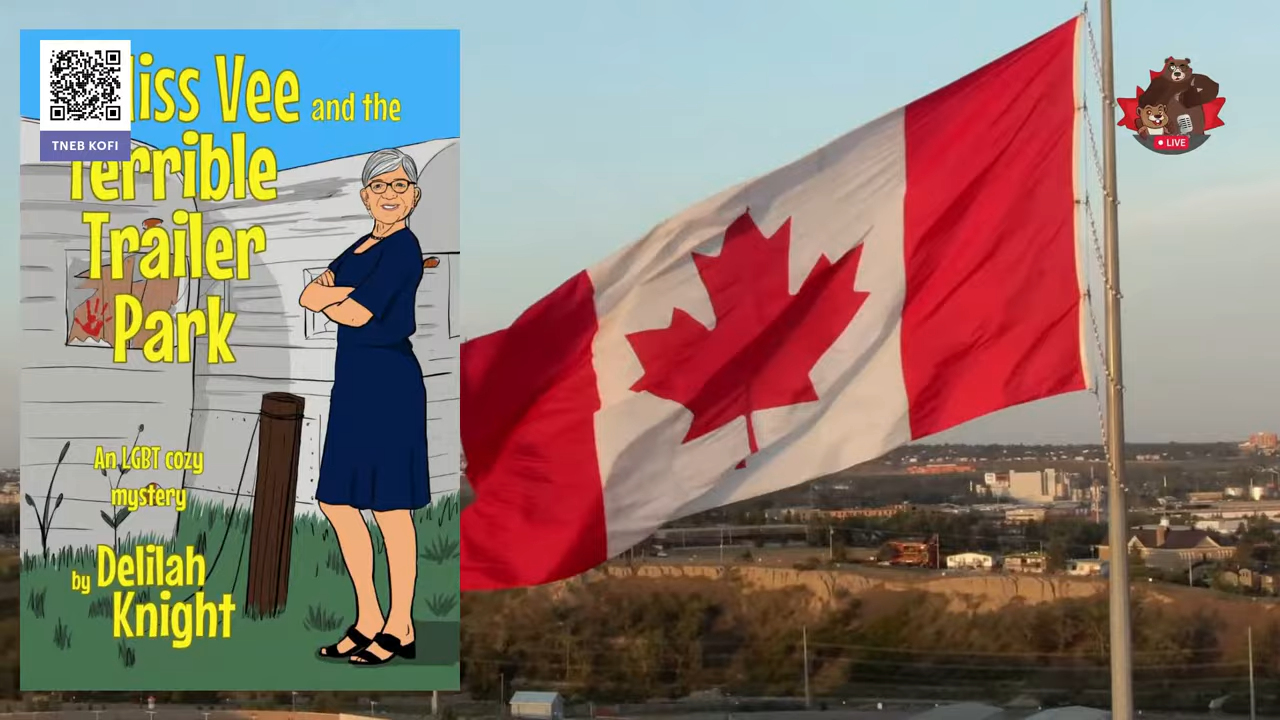 TNEB KOFI
iss Vee and the
Terrible
Trailer
Park
An LGBT cozy
mystery
by Delilah
Knight
LIVE